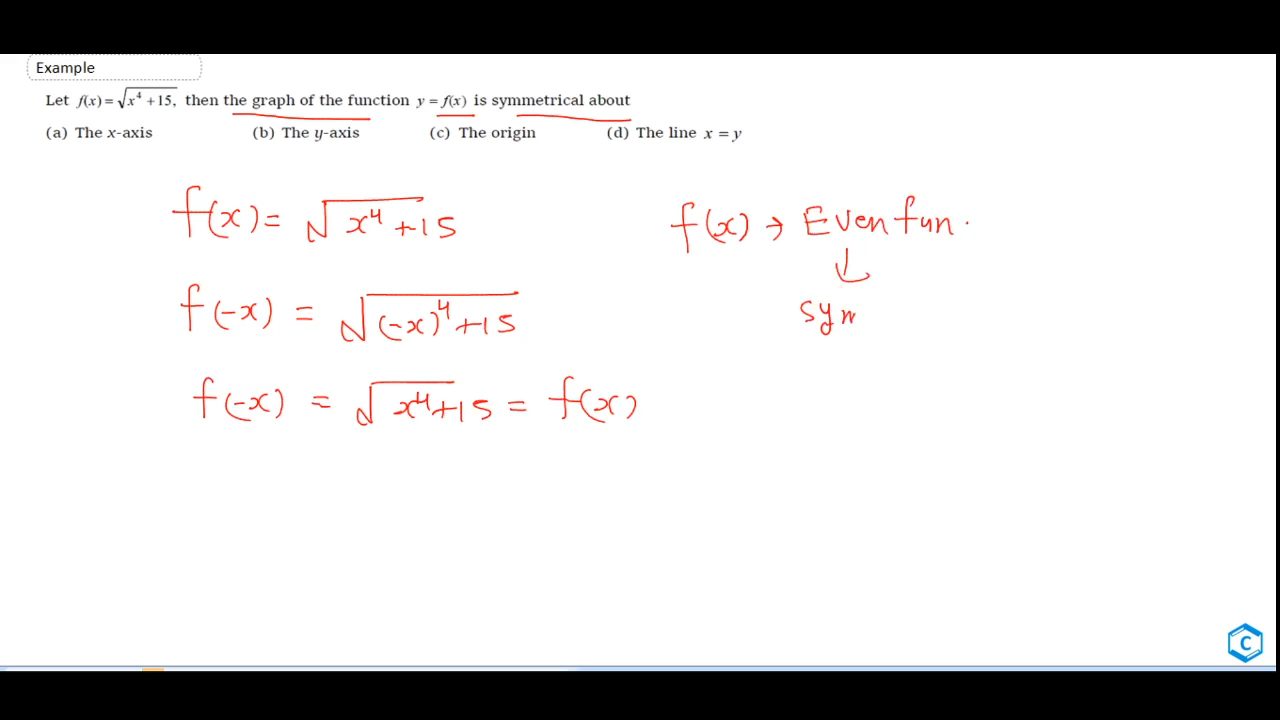 Example
Let f(x) = √(x⁴ + 15), then the graph of the function y = f(x) is symmetrical about
(a) The x-axis (b) The y-axis (c) The origin (d) The line x = y
f(x) = √(x⁴+15)
f(x) → Even fun.
↓
f(-x) = √((-x)⁴+15)
sym
f(-x) = √(x⁴+15) = f(x)
C